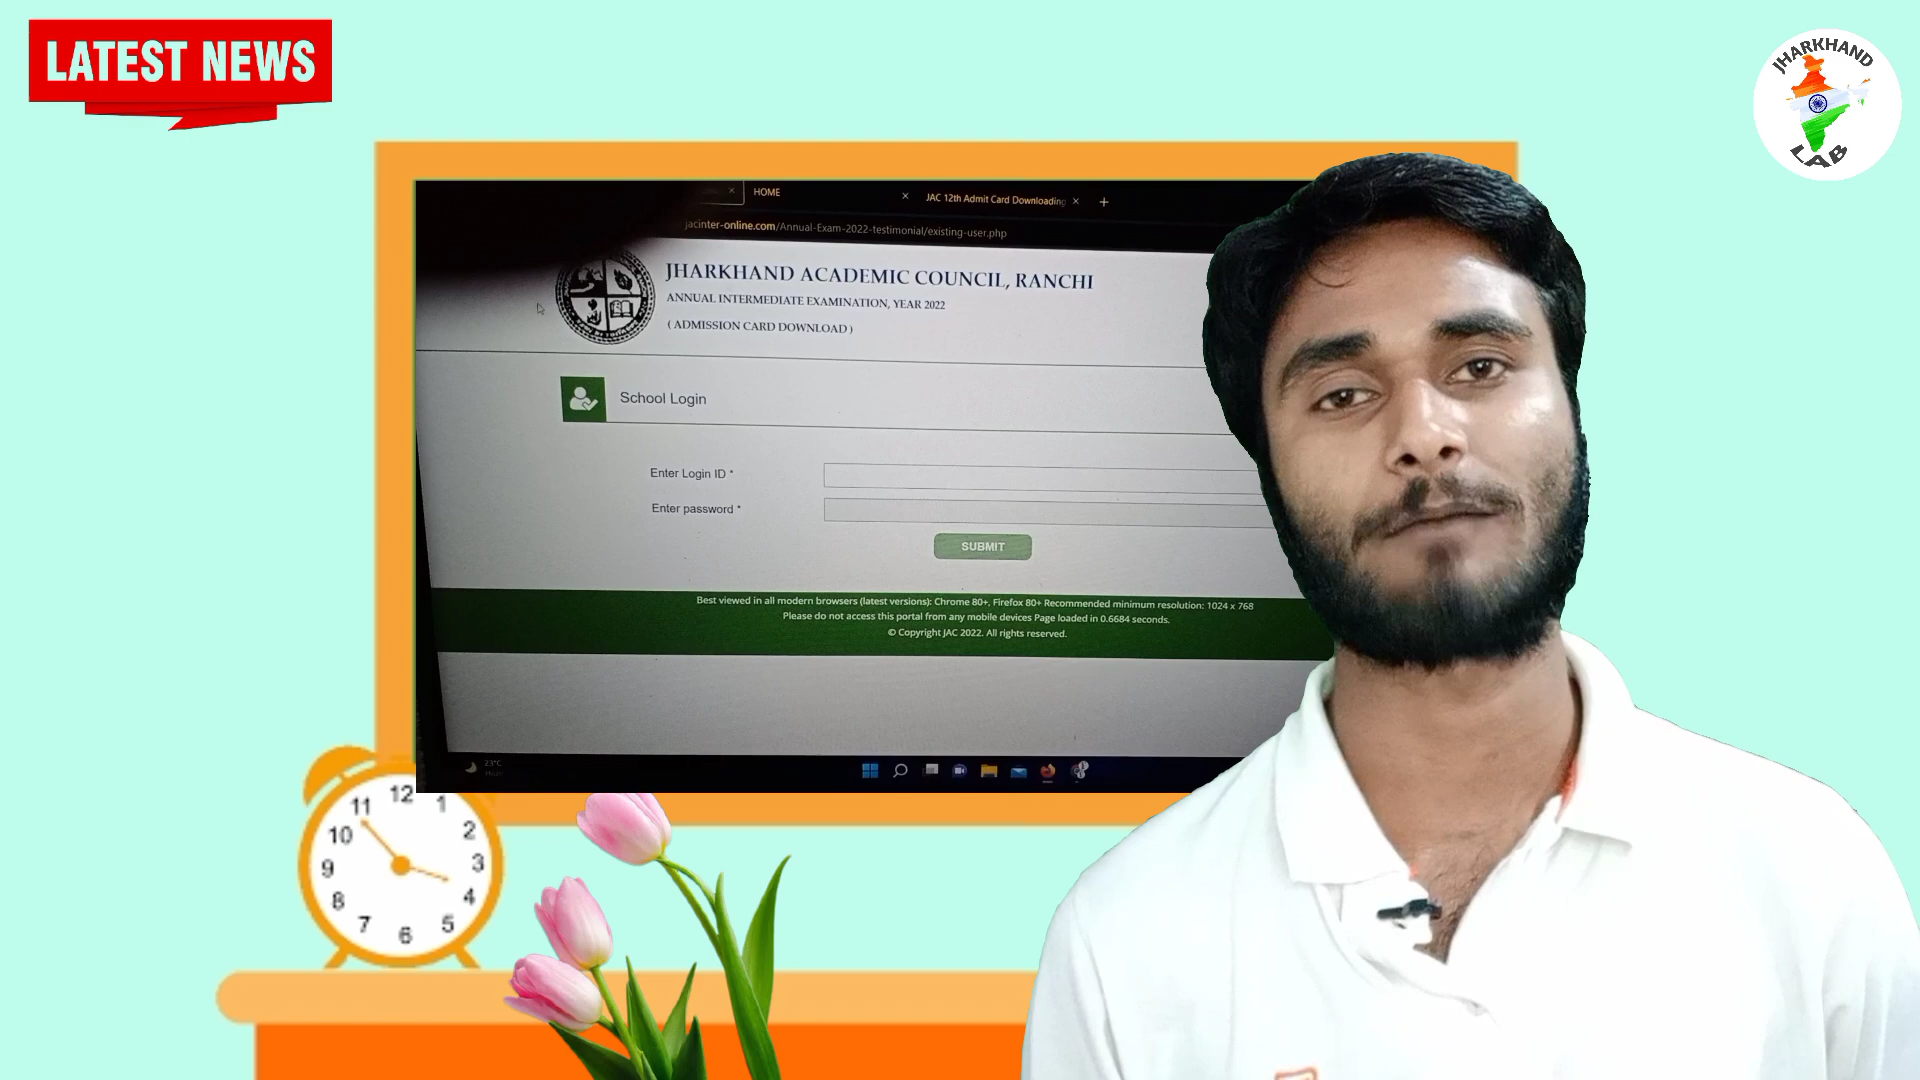 LATEST NEWS
JHARKHAND
LAB
HOME
JAC 12th Admit Card Downloading
jacinter-online.com/Annual-Exam-2022-testimonial/existing-user.php
JHARKHAND ACADEMIC COUNCIL, RANCHI
ANNUAL INTERMEDIATE EXAMINATION, YEAR 2022
( ADMISSION CARD DOWNLOAD )
School Login
Enter Login ID *
Enter password *
SUBMIT
Best viewed in all modern browsers (latest versions): Chrome 80+, Firefox 80+ Recommended minimum resolution: 1024 x 768
Please do not access this portal from any mobile devices Page loaded in 0.6684 seconds.
© Copyright JAC 2022. All rights reserved.
23°C
12
1
2
3
4
5
6
7
8
9
10
11